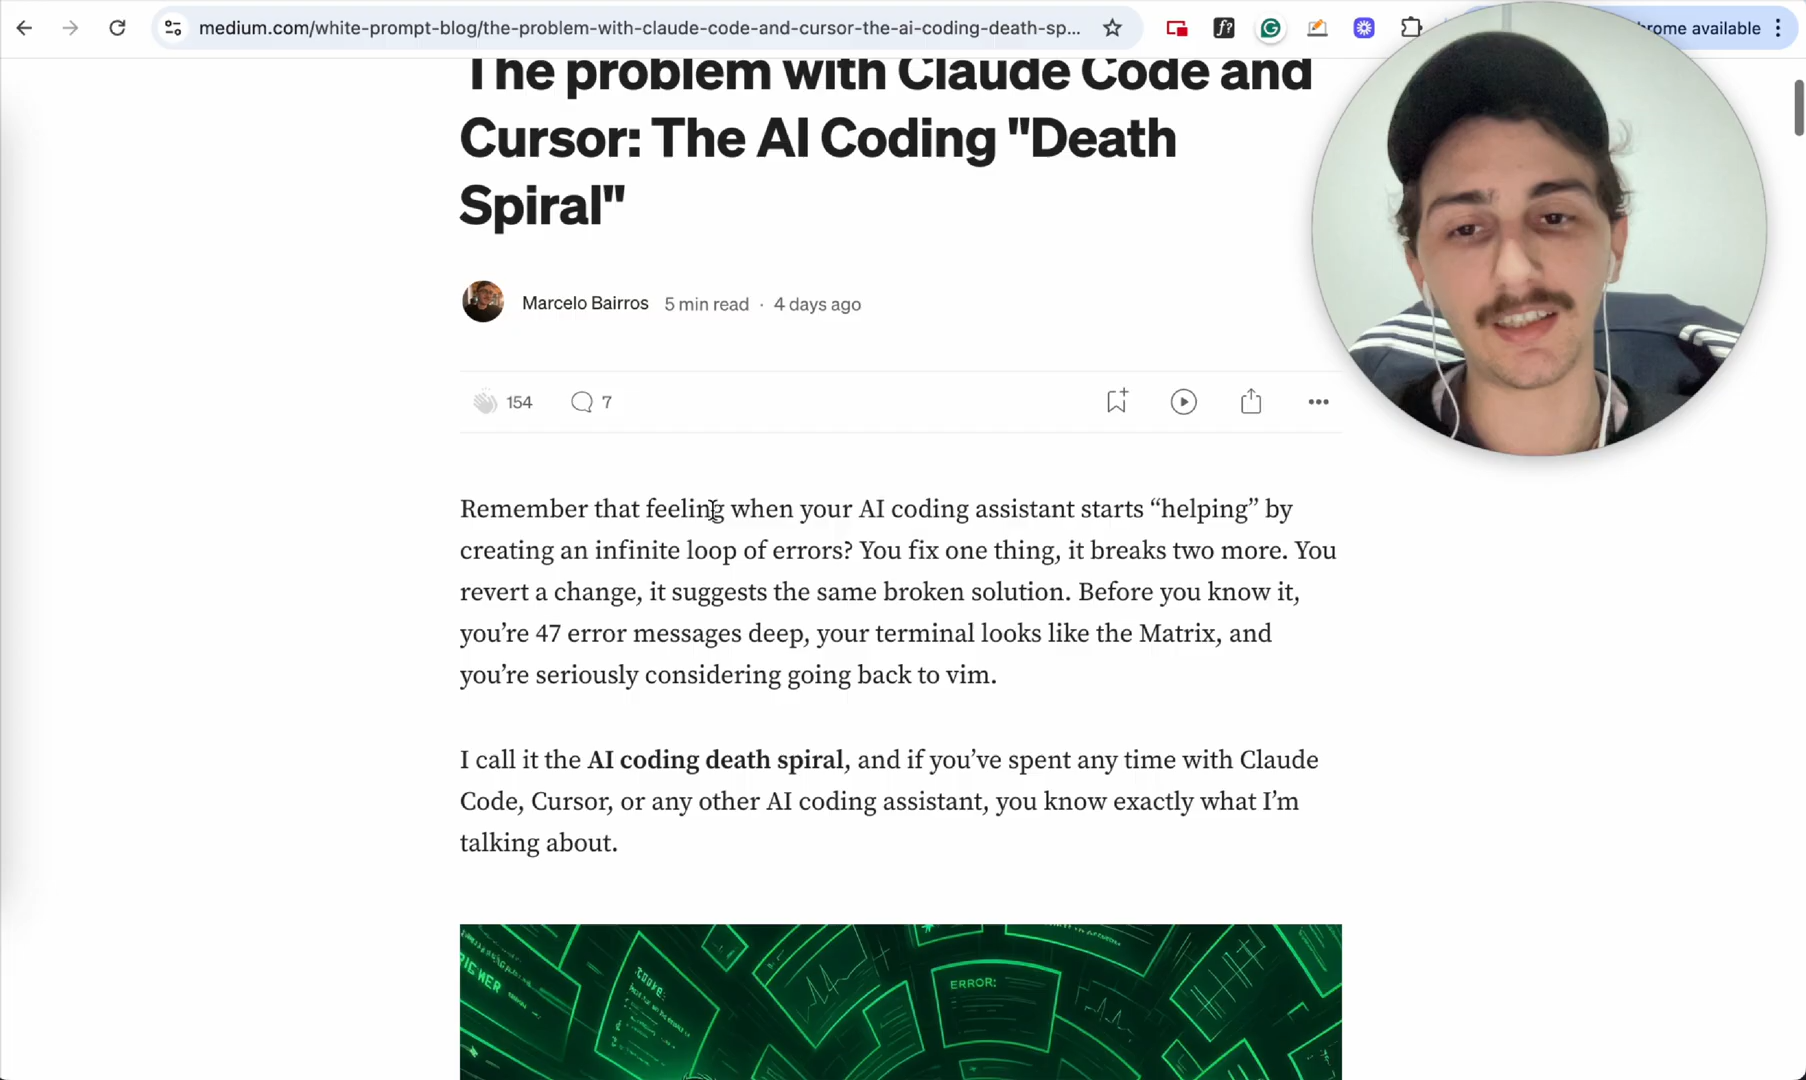 medium.com/white-prompt-blog/the-problem-with-claude-code-and-cursor-the-ai-coding-death-sp...
f?
rome available
The problem with Claude Code and
Cursor: The AI Coding "Death
Spiral"
Marcelo Bairros 5 min read · 4 days ago
154 7
Remember that feeling when your AI coding assistant starts “helping” by
creating an infinite loop of errors? You fix one thing, it breaks two more. You
revert a change, it suggests the same broken solution. Before you know it,
you’re 47 error messages deep, your terminal looks like the Matrix, and
you’re seriously considering going back to vim.
I call it the AI coding death spiral, and if you’ve spent any time with Claude
Code, Cursor, or any other AI coding assistant, you know exactly what I’m
talking about.
ERROR: